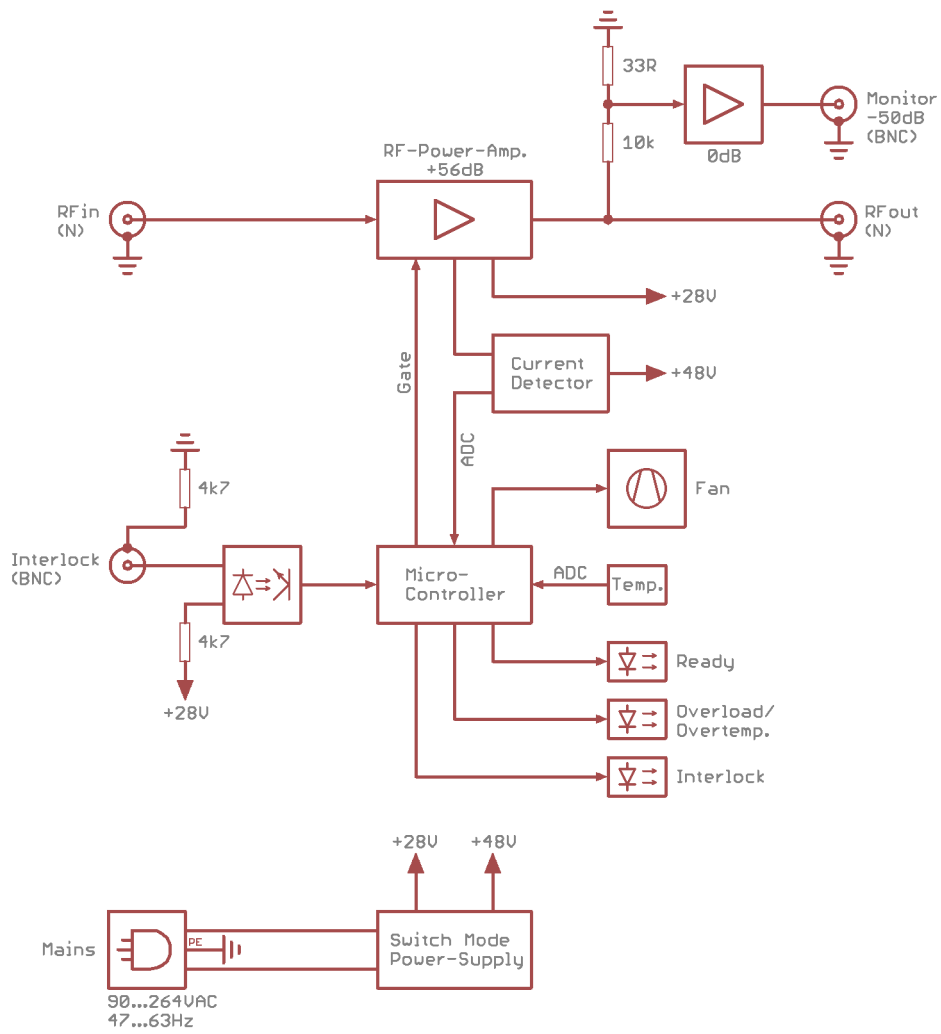 33R
Monitor
-50dB
(BNC)
10k
0dB
RF-Power-Amp.
+56dB
RFin
(N)
RFout
(N)
+28V
Gate
Current
Detector
+48V
ADC
4k7
Fan
Interlock
(BNC)
Micro-
Controller
ADC
Temp.
4k7
+28V
Ready
Overload/
Overtemp.
Interlock
+28V
+48V
Mains
PE
Switch Mode
Power-Supply
90...264VAC
47...63Hz